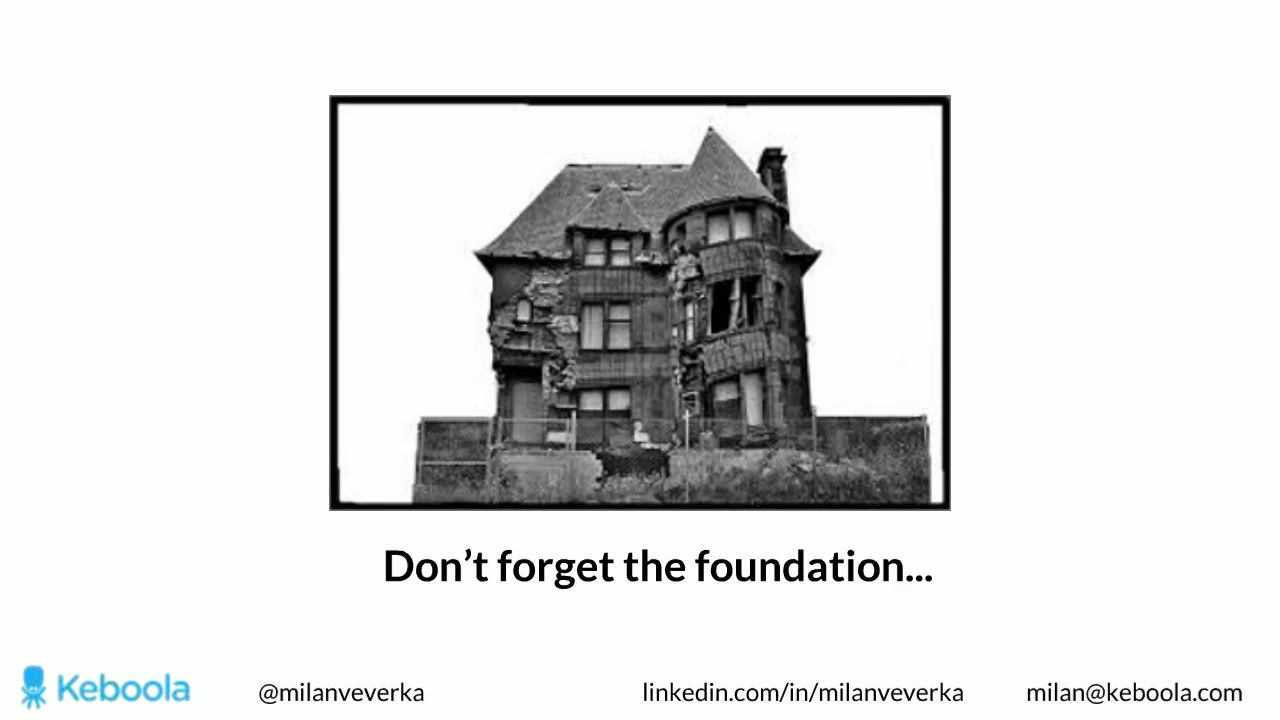 Don't forget the foundation...
Keboola
@milanveverka
linkedin.com/in/milanveverka
milan@keboola.com